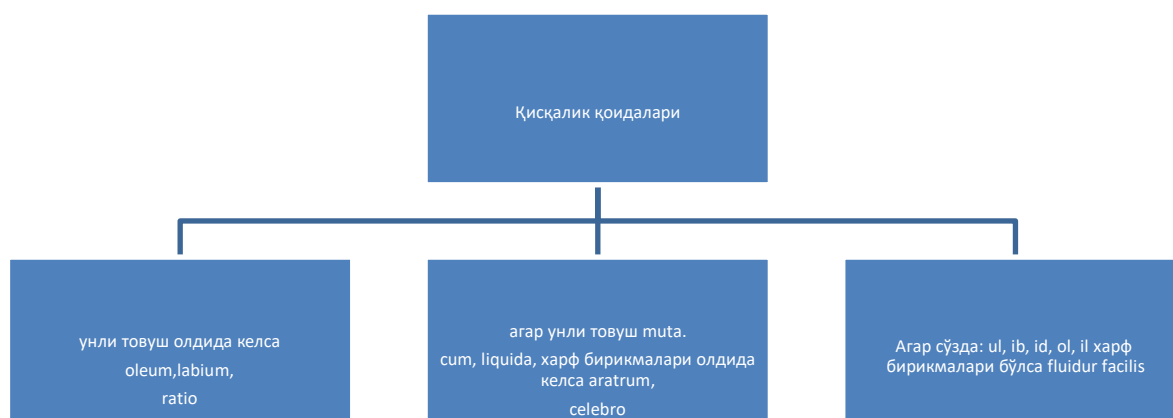 Қисқалик қоидалари
унли товуш олдида келса
oleum,labium,
ratio
агар унли товуш muta.
cum, liquida, харф бирикмалари олдида
келса aratrum,
celebro
Агар сўзда: ul, ib, id, ol, il харф
бирикмалари бўлса fluidur facilis